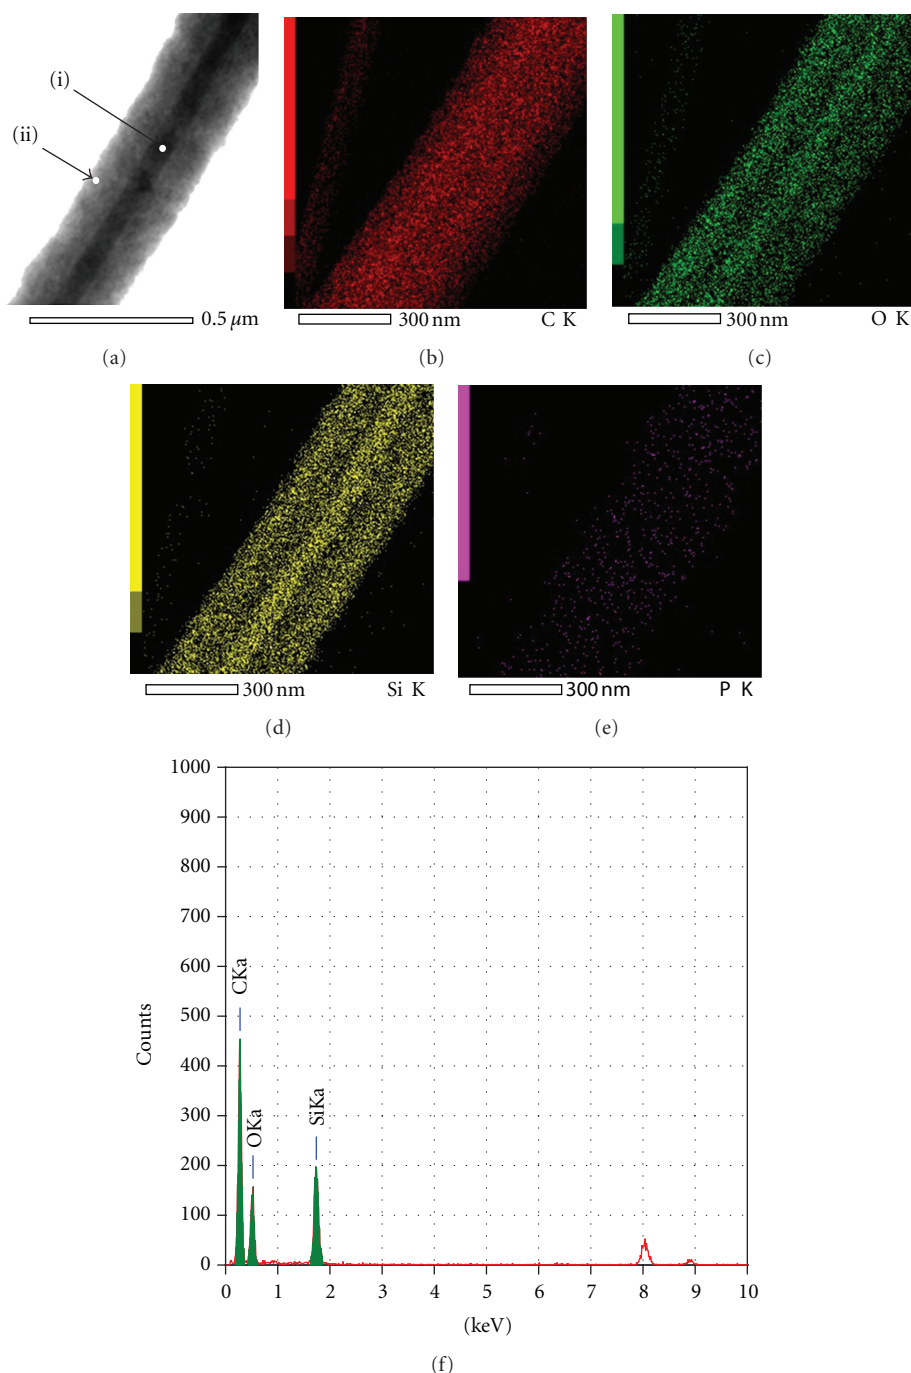 (i)
(ii)
0.5 µm
(a)
300 nm C K
(b)
300 nm O K
(c)
300 nm Si K
(d)
300 nm P K
(e)
1000
900
800
700
600
500
400
300
200
100
0
Counts
CKa
OKa
SiKa
0 1 2 3 4 5 6 7 8 9 10
(keV)
(f)